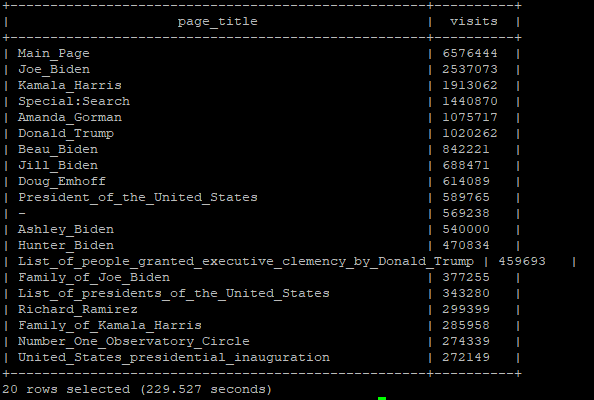 +----------------------------------------------------+----------+
| page_title | visits |
+----------------------------------------------------+----------+
| Main_Page | 6576444 |
| Joe_Biden | 2537073 |
| Kamala_Harris | 1913062 |
| Special:Search | 1440870 |
| Amanda_Gorman | 1075717 |
| Donald_Trump | 1020262 |
| Beau_Biden | 842221 |
| Jill_Biden | 688471 |
| Doug_Emhoff | 614089 |
| President_of_the_United_States | 589765 |
| - | 569238 |
| Ashley_Biden | 540000 |
| Hunter_Biden | 470834 |
| List_of_people_granted_executive_clemency_by_Donald_Trump | 459693 |
| Family_of_Joe_Biden | 377255 |
| List_of_presidents_of_the_United_States | 343280 |
| Richard_Ramirez | 299399 |
| Family_of_Kamala_Harris | 285958 |
| Number_One_Observatory_Circle | 274339 |
| United_States_presidential_inauguration | 272149 |
+----------------------------------------------------+----------+
20 rows selected (229.527 seconds)